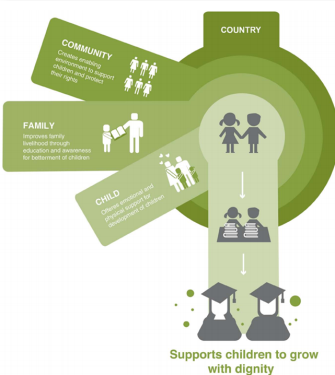 COUNTRY
COMMUNITY
Creates enabling
environment to support
children and protect
their rights
FAMILY
Improves family
livelihood through
education and awareness
for betterment of children
CHILD
Offers emotional and
physical support for
development of children
Supports children to grow
with dignity